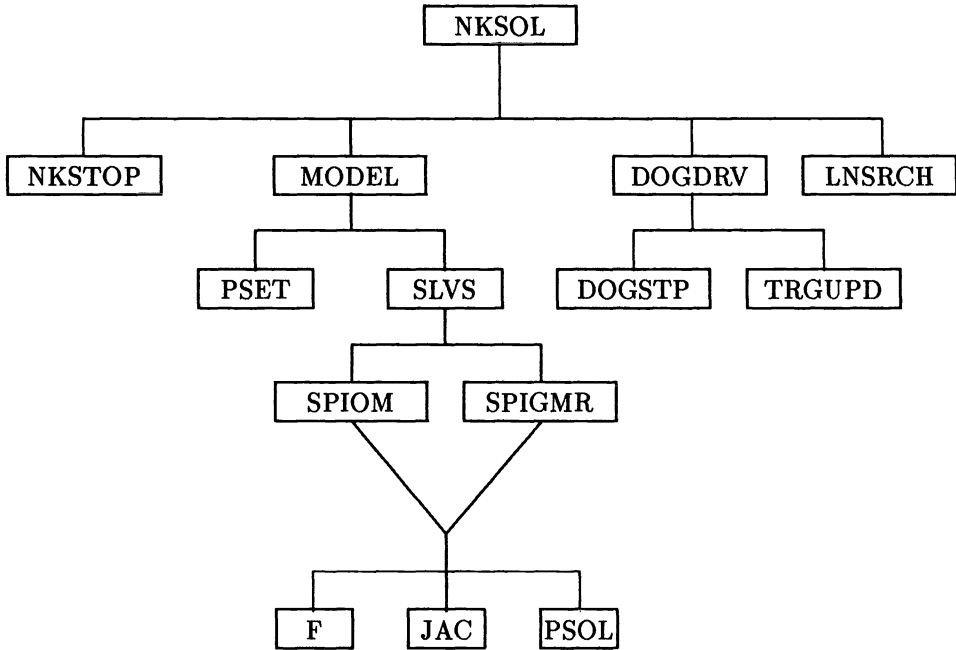 NKSOL
NKSTOP
MODEL
DOGDRV
LNSRCH
PSET
SLVS
DOGSTP
TRGUPD
SPIOM
SPIGMR
F
JAC
PSOL